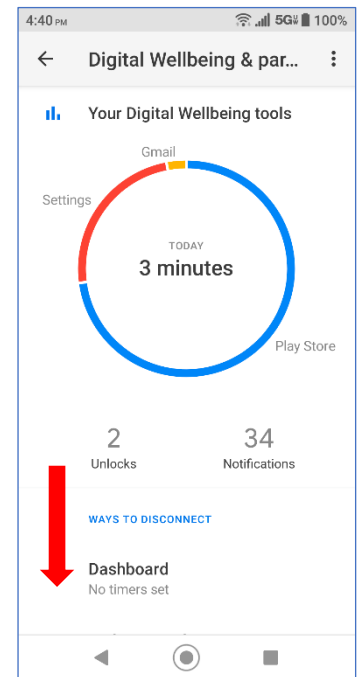 4:40 PM 5G 100%
Digital Wellbeing & par...
Your Digital Wellbeing tools
Gmail
Settings
TODAY
3 minutes
Play Store
2 34
Unlocks Notifications
WAYS TO DISCONNECT
Dashboard
No timers set